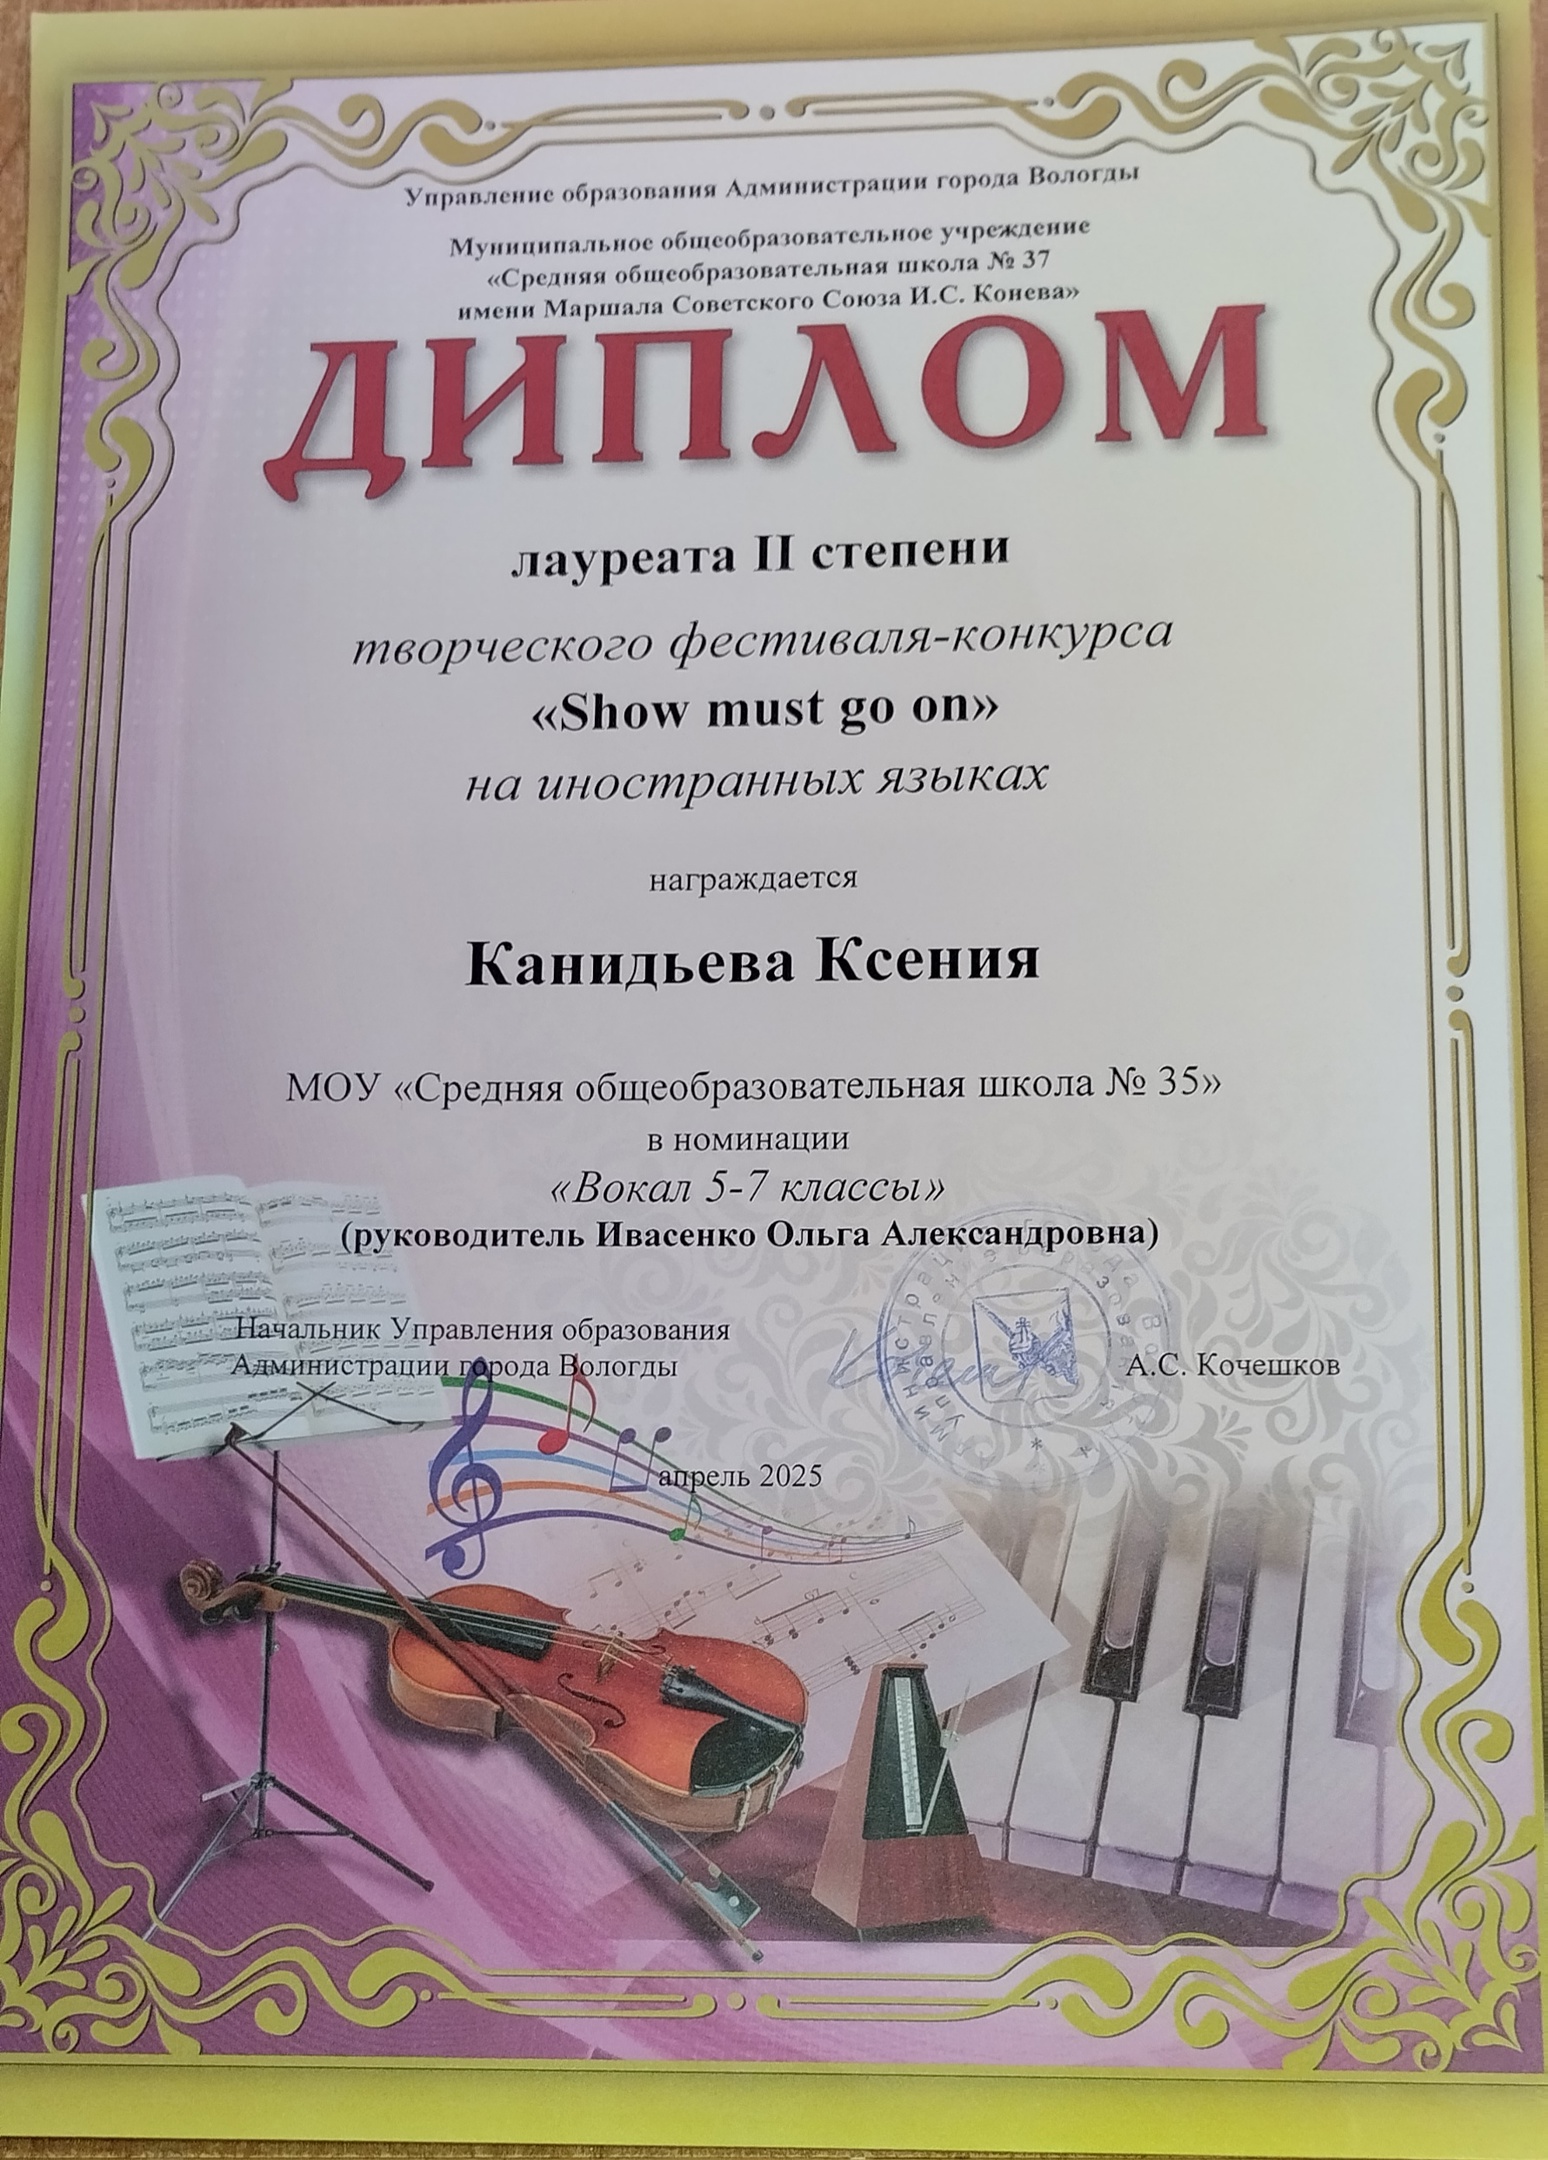 Управление образования Администрации города Вологды
Муниципальное общеобразовательное учреждение
«Средняя общеобразовательная школа № 37
имени Маршала Советского Союза И.С. Конева»
ДИПЛОМ
лауреата II степени
творческого фестиваля-конкурса
«Show must go on»
на иностранных языках
награждается
Канидьева Ксения
МОУ «Средняя общеобразовательная школа № 35»
в номинации
«Вокал 5-7 классы»
(руководитель Ивасенко Ольга Александровна)
Начальник Управления образования
Администрации города Вологды
А.С. Кочешков
апрель 2025